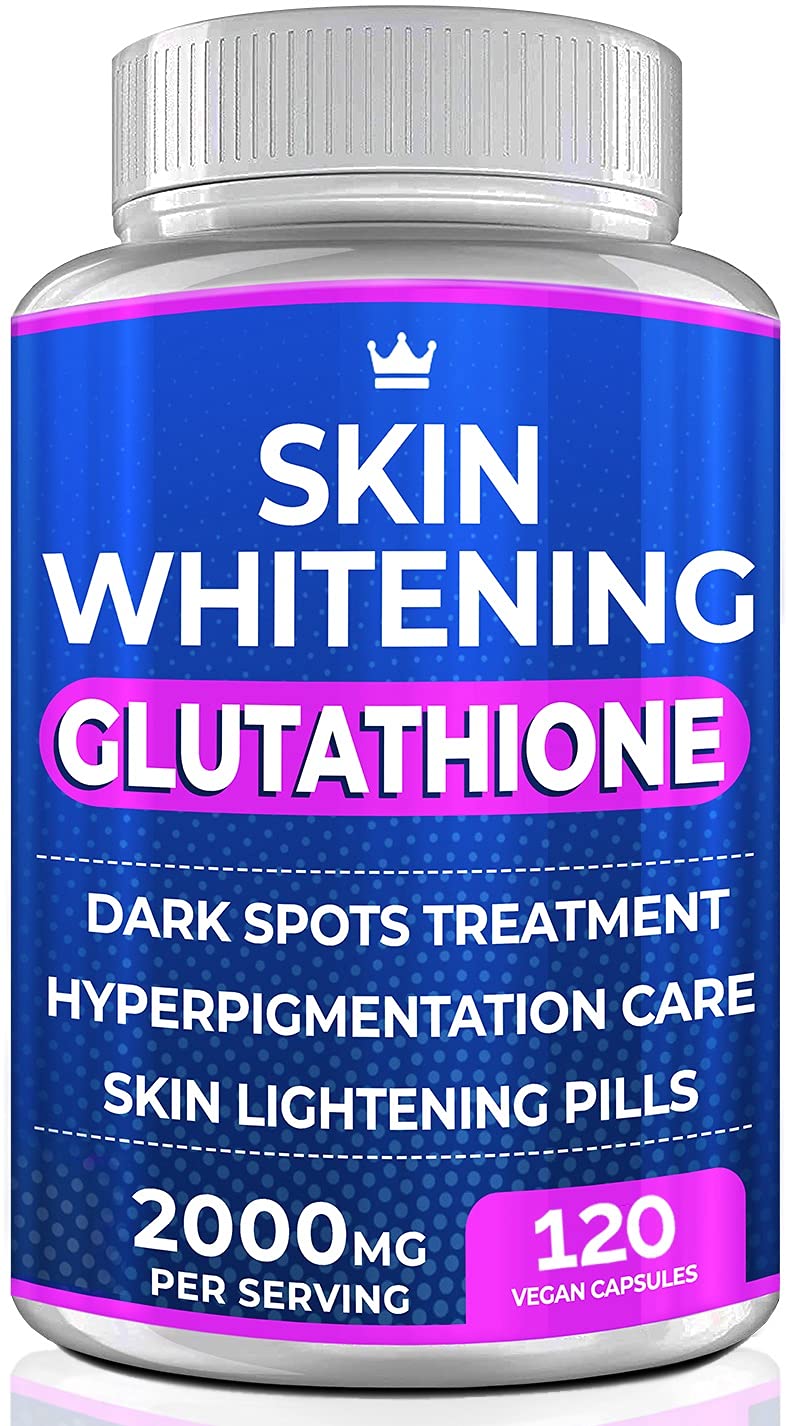 SKIN
WHITENING
GLUTATHIONE
DARK SPOTS TREATMENT
HYPERPIGMENTATION CARE
SKIN LIGHTENING PILLS
2000MG
PER SERVING
120
VEGAN CAPSULES